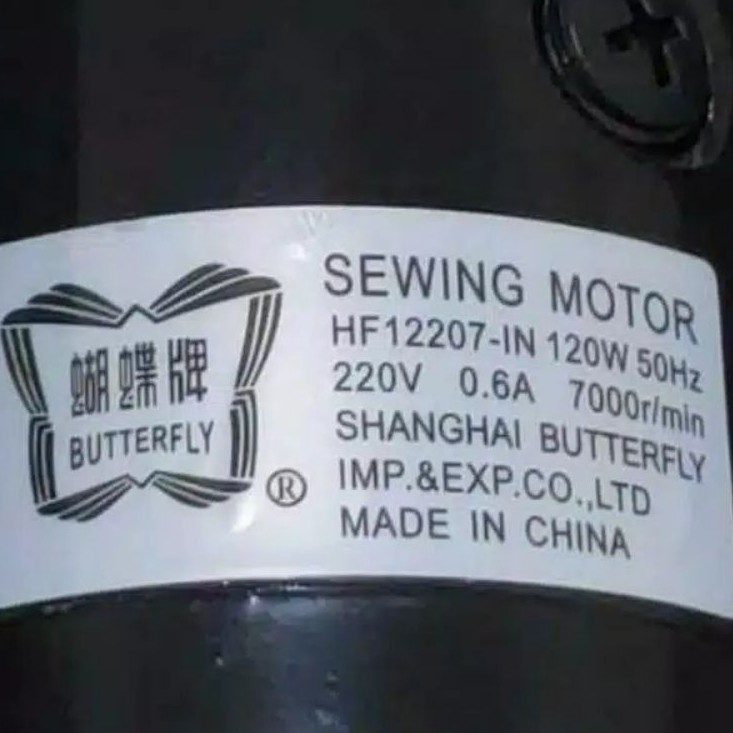 蝴蝶牌
BUTTERFLY
®
SEWING MOTOR
HF12207-IN 120W 50Hz
220V 0.6A 7000r/min
SHANGHAI BUTTERFLY
IMP.&EXP.CO.,LTD
MADE IN CHINA